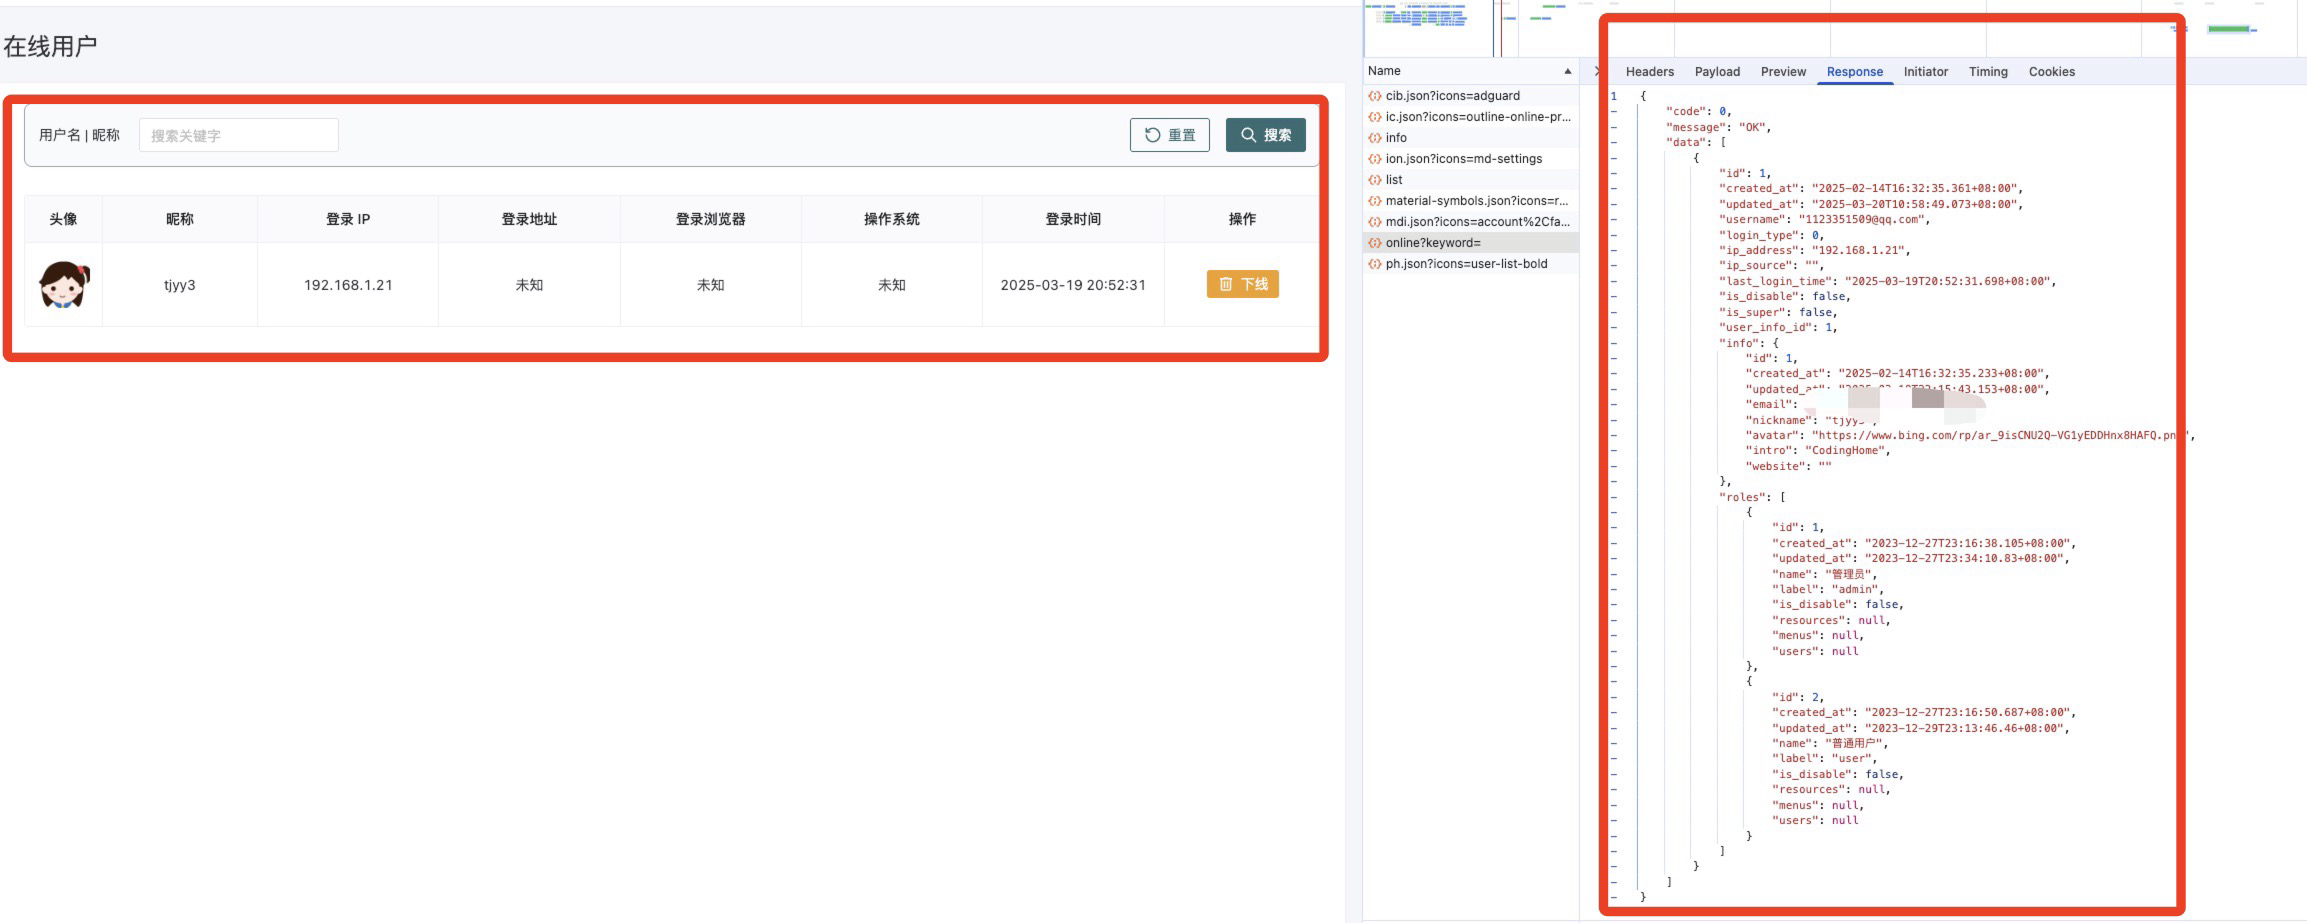 在线用户
用户名 | 昵称
搜索关键字
重置
搜索
头像 昵称 登录 IP 登录地址 登录浏览器 操作系统 登录时间 操作
tjyy3 192.168.1.21 未知 未知 未知 2025-03-19 20:52:31 下线
Name
cib.json?icons=adguard
ic.json?icons=outline-online-pr...
info
ion.json?icons=md-settings
list
material-symbols.json?icons=r...
mdi.json?icons=account%2Cfa...
online?keyword=
ph.json?icons=user-list-bold
Headers Payload Preview Response Initiator Timing Cookies
1 {
"code": 0,
"message": "OK",
"data": [
{
"id": 1,
"created_at": "2025-02-14T16:32:35.361+08:00",
"updated_at": "2025-03-20T10:58:49.073+08:00",
"username": "1123351509@qq.com",
"login_type": 0,
"ip_address": "192.168.1.21",
"ip_source": "",
"last_login_time": "2025-03-19T20:52:31.698+08:00",
"is_disable": false,
"is_super": false,
"user_info_id": 1,
"info": {
"id": 1,
"created_at": "2025-02-14T16:32:35.233+08:00",
"updated_at": :15:43.153+08:00",
"email":
"nickname": "tjyy
"avatar": "https://www.bing.com/rp/ar_9isCNU2Q-VG1yEDDHnx8HAFQ.pn ",
"intro": "CodingHome",
"website": ""
},
"roles": [
{
"id": 1,
"created_at": "2023-12-27T23:16:38.105+08:00",
"updated_at": "2023-12-27T23:34:10.83+08:00",
"name": "管理员",
"label": "admin",
"is_disable": false,
"resources": null,
"menus": null,
"users": null
},
{
"id": 2,
"created_at": "2023-12-27T23:16:50.687+08:00",
"updated_at": "2023-12-29T23:13:46.46+08:00",
"name": "普通用户",
"label": "user",
"is_disable": false,
"resources": null,
"menus": null,
"users": null
}
]
}
]
}